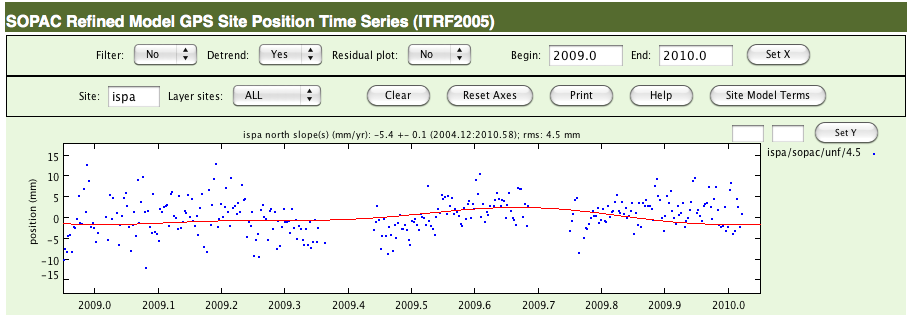 SOPAC Refined Model GPS Site Position Time Series (ITRF2005)
Filter: No Detrend: Yes Residual plot: No Begin: 2009.0 End: 2010.0 Set X
Site: ispa Layer sites: ALL Clear Reset Axes Print Help Site Model Terms
ispa north slope(s) (mm/yr): -5.4 +- 0.1 (2004.12:2010.58); rms: 4.5 mm Set Y
ispa/sopac/unf/4.5
position (mm)
15
10
5
0
-5
-10
-15
2009.0 2009.1 2009.2 2009.3 2009.4 2009.5 2009.6 2009.7 2009.8 2009.9 2010.0